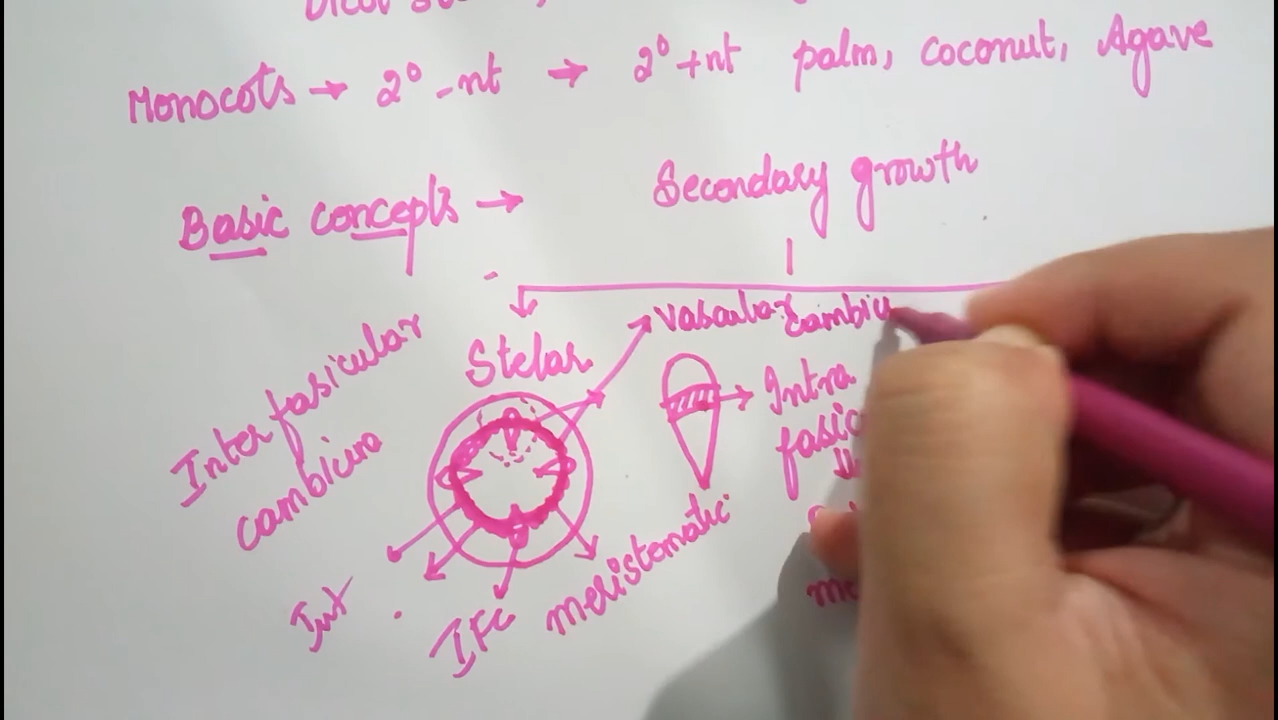 Monocots → 2° -nt → 2° +nt palm, coconut, Agave
Basic concepts →
Secondary growth
Stelar
vascular cambiu
Inter fasicular
cambium
Intra
fasic
Int
IFC
meristematic